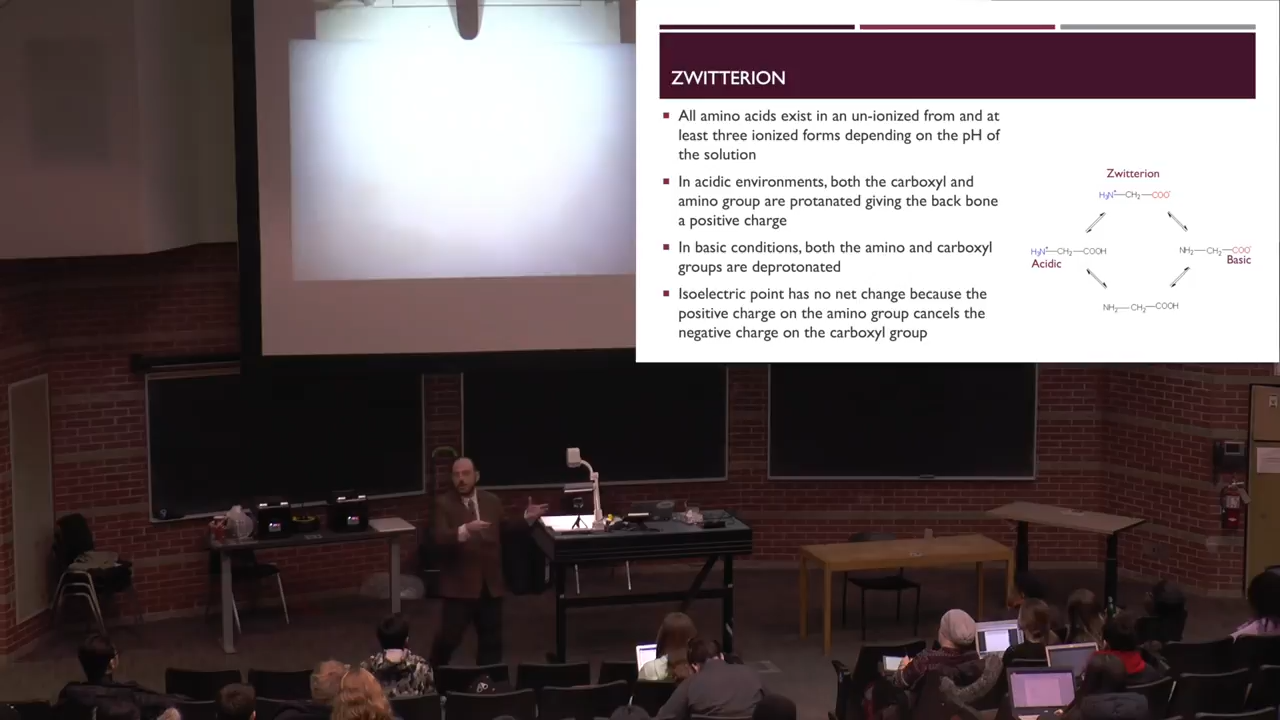 ZWITTERION
All amino acids exist in an un-ionized from and at
least three ionized forms depending on the pH of
the solution
In acidic environments, both the carboxyl and
amino group are protanated giving the back bone
a positive charge
In basic conditions, both the amino and carboxyl
groups are deprotonated
Isoelectric point has no net change because the
positive charge on the amino group cancels the
negative charge on the carboxyl group
Zwitterion
H₃N⁺—CH₂—COO⁻
H₃N⁺—CH₂—COOH
Acidic
NH₂—CH₂—COO⁻
Basic
NH₂—CH₂—COOH